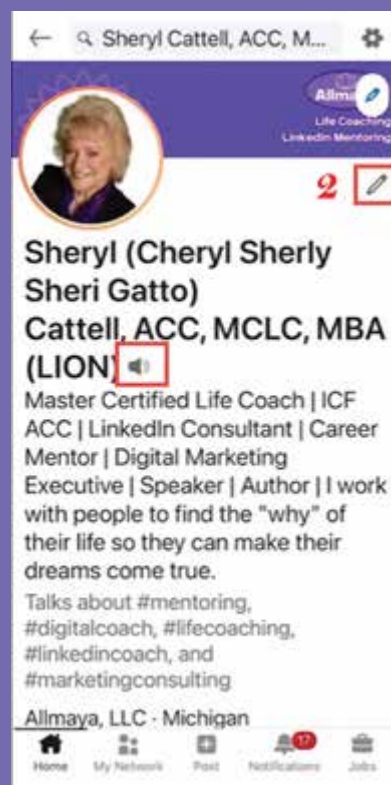 Sheryl Cattell, ACC, M...
Allma
Life Coaching
LinkedIn Mentoring
2
Sheryl (Cheryl Sherly
Sheri Gatto)
Cattell, ACC, MCLC, MBA
(LION)
Master Certified Life Coach | ICF
ACC | LinkedIn Consultant | Career
Mentor | Digital Marketing
Executive | Speaker | Author | I work
with people to find the "why" of
their life so they can make their
dreams come true.
Talks about #mentoring,
#digitalcoach, #lifecoaching,
#linkedincoach, and
#marketingconsulting
Allmaya, LLC · Michigan
17
Home My Network Post Notifications Jobs